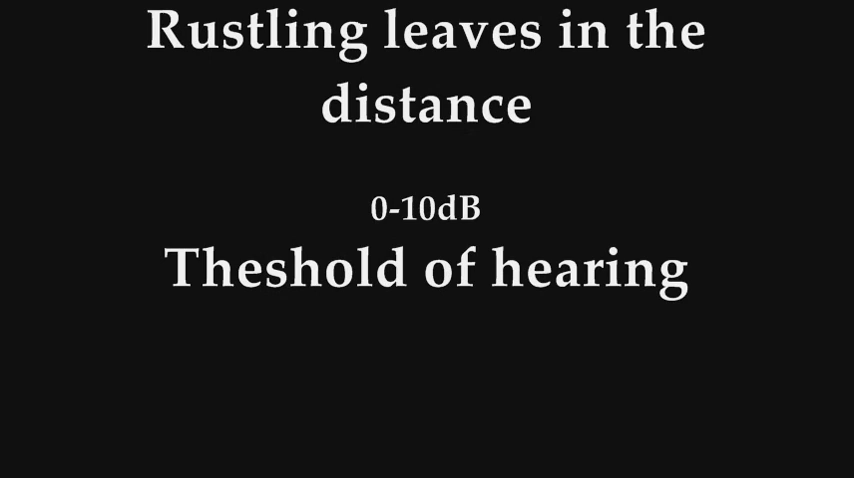 Rustling leaves in the
distance
0-10dB
Theshold of hearing